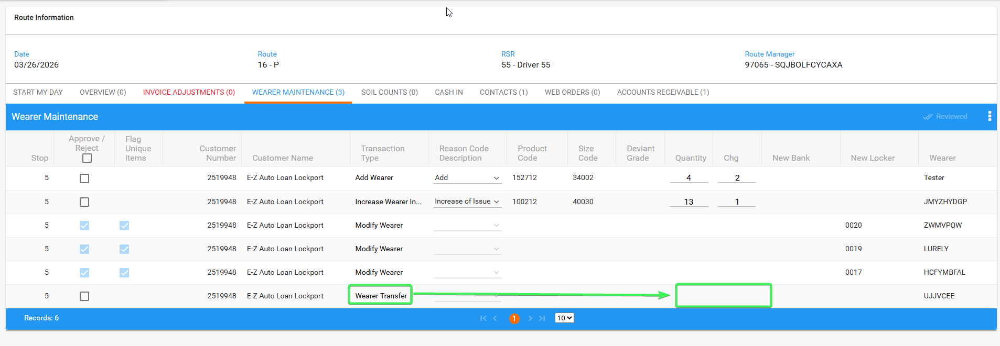 Route Information
Date Route RSR Route Manager
03/26/2026 16 - P 55 - Driver 55 97065 - SQJBOLFCYCAXA
START MY DAY OVERVIEW (0) INVOICE ADJUSTMENTS (0) WEARER MAINTENANCE (3) SOIL COUNTS (0) CASH IN CONTACTS (1) WEB ORDERS (0) ACCOUNTS RECEIVABLE (1)
Wearer Maintenance Reviewed
Stop Approve / Reject Flag Unique items Customer Number Customer Name Transaction Type Reason Code Description Product Code Size Code Deviant Grade Quantity Chg New Bank New Locker Wearer
5 2519948 E-Z Auto Loan Lockport Add Wearer Add 152712 34002 4 2 Tester
5 2519948 E-Z Auto Loan Lockport Increase Wearer In... Increase of Issue 100212 40030 13 1 JMYZHYDGP
5 2519948 E-Z Auto Loan Lockport Modify Wearer 0020 ZWMVPQW
5 2519948 E-Z Auto Loan Lockport Modify Wearer 0019 LURELY
5 2519948 E-Z Auto Loan Lockport Modify Wearer 0017 HCFYMBFAL
5 2519948 E-Z Auto Loan Lockport Wearer Transfer UJJVCEE
Records: 6 1 10